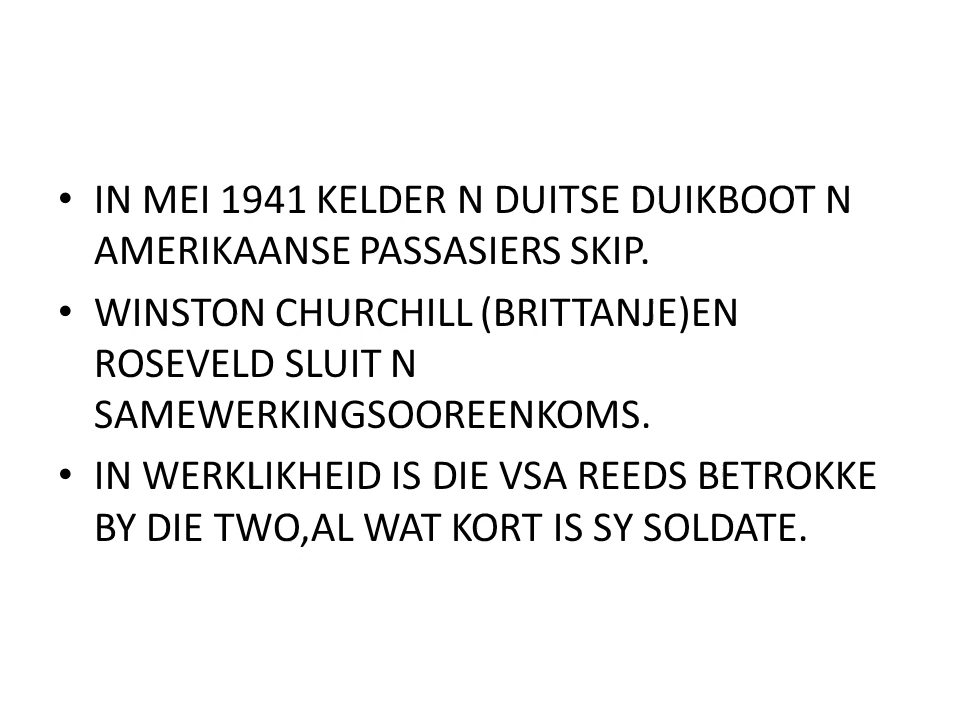 • IN MEI 1941 KELDER N DUITSE DUIKBOOT N
AMERIKAANSE PASSASIERS SKIP.
• WINSTON CHURCHILL (BRITTANJE)EN
ROSEVELD SLUIT N
SAMEWERKINGSOOREENKOMS.
• IN WERKLIKHEID IS DIE VSA REEDS BETROKKE
BY DIE TWO,AL WAT KORT IS SY SOLDATE.